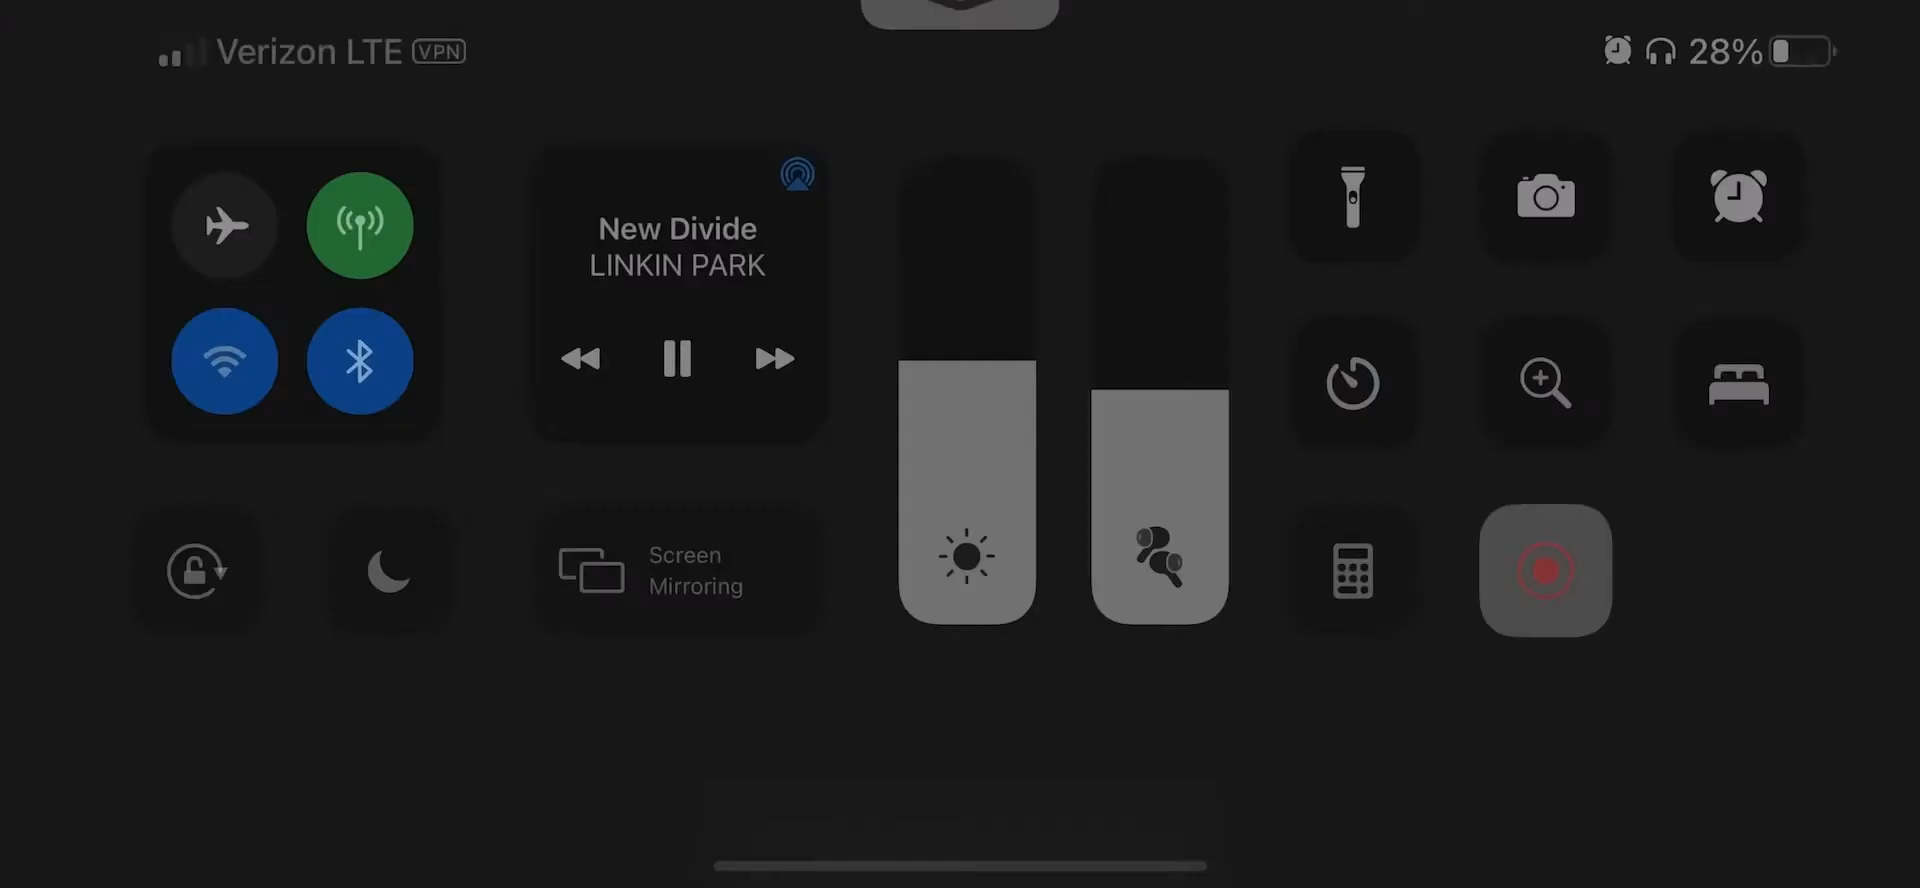 Verizon LTE VPN
28%
New Divide
LINKIN PARK
Screen
Mirroring